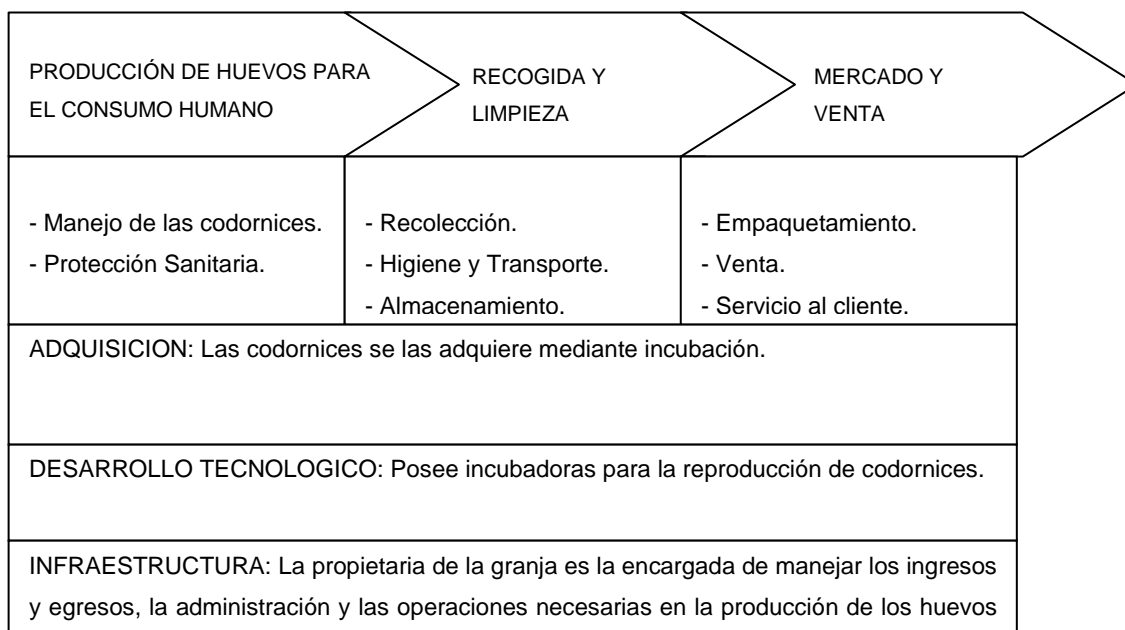 PRODUCCIÓN DE HUEVOS PARA
EL CONSUMO HUMANO
RECOGIDA Y
LIMPIEZA
MERCADO Y
VENTA
- Manejo de las codornices.
- Protección Sanitaria.
- Recolección.
- Higiene y Transporte.
- Almacenamiento.
- Empaquetamiento.
- Venta.
- Servicio al cliente.
ADQUISICION: Las codornices se las adquiere mediante incubación.
DESARROLLO TECNOLOGICO: Posee incubadoras para la reproducción de codornices.
INFRAESTRUCTURA: La propietaria de la granja es la encargada de manejar los ingresos
y egresos, la administración y las operaciones necesarias en la producción de los huevos